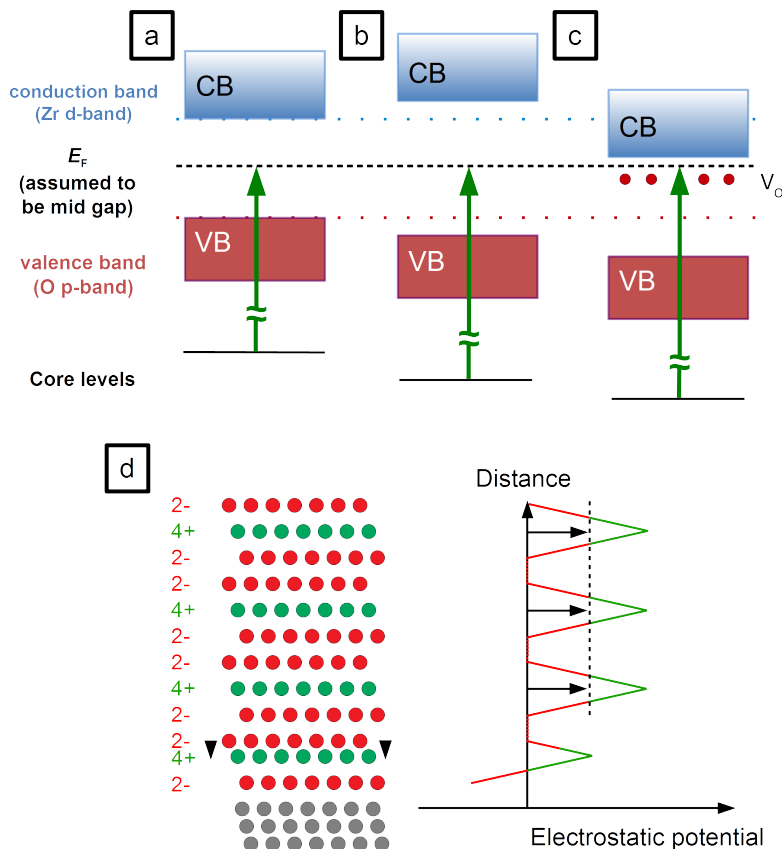 a
b
c
conduction band
(Zr d-band)
CB
CB
CB
E_F
(assumed to
be mid gap)
V_O
valence band
(O p-band)
VB
VB
VB
≈
≈
≈
Core levels
d
Distance
2-
4+
2-
2-
4+
2-
2-
4+
2-
2-
4+
2-
Electrostatic potential